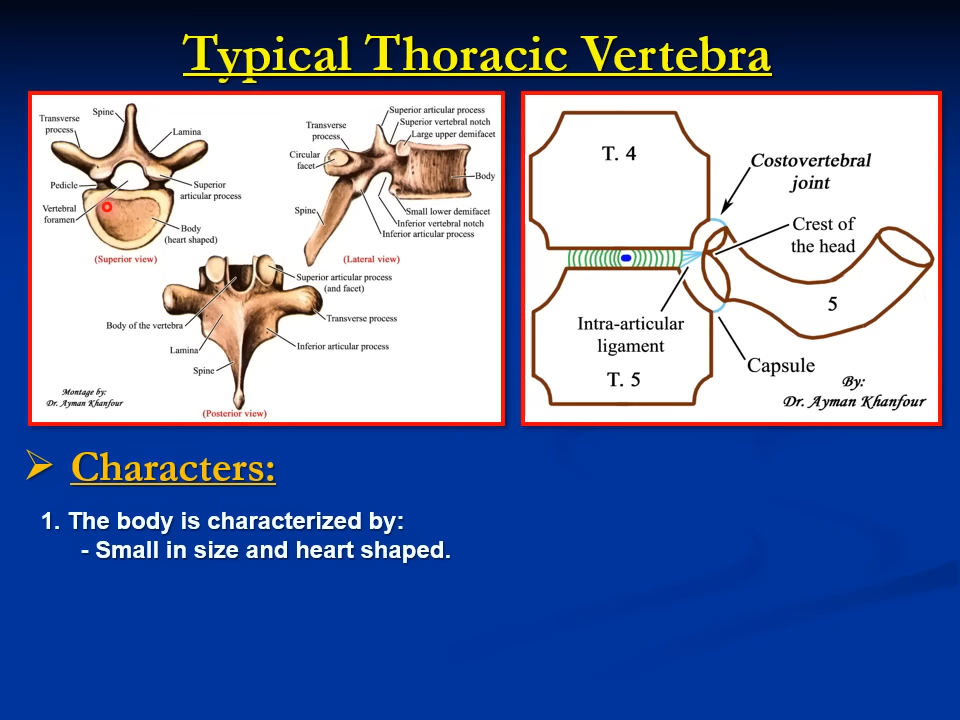 Typical Thoracic Vertebra
Transverse
process
Spine
Lamina
Pedicle
Superior
articular process
Vertebral
foramen
Body
(heart shaped)
(Superior view)
Superior articular process
Superior vertebral notch
Large upper demifacet
Transverse
process
Circular
facet
Body
Spine
Small lower demifacet
Inferior vertebral notch
Inferior articular process
(Lateral view)
Superior articular process
(and facet)
Transverse process
Body of the vertebra
Inferior articular process
Lamina
Spine
(Posterior view)
Montage by:
Dr. Ayman Khanfour
T. 4
Costovertebral
joint
Crest of
the head
5
Intra-articular
ligament
T. 5
Capsule
By:
Dr. Ayman Khanfour
➢ Characters:
1. The body is characterized by:
- Small in size and heart shaped.